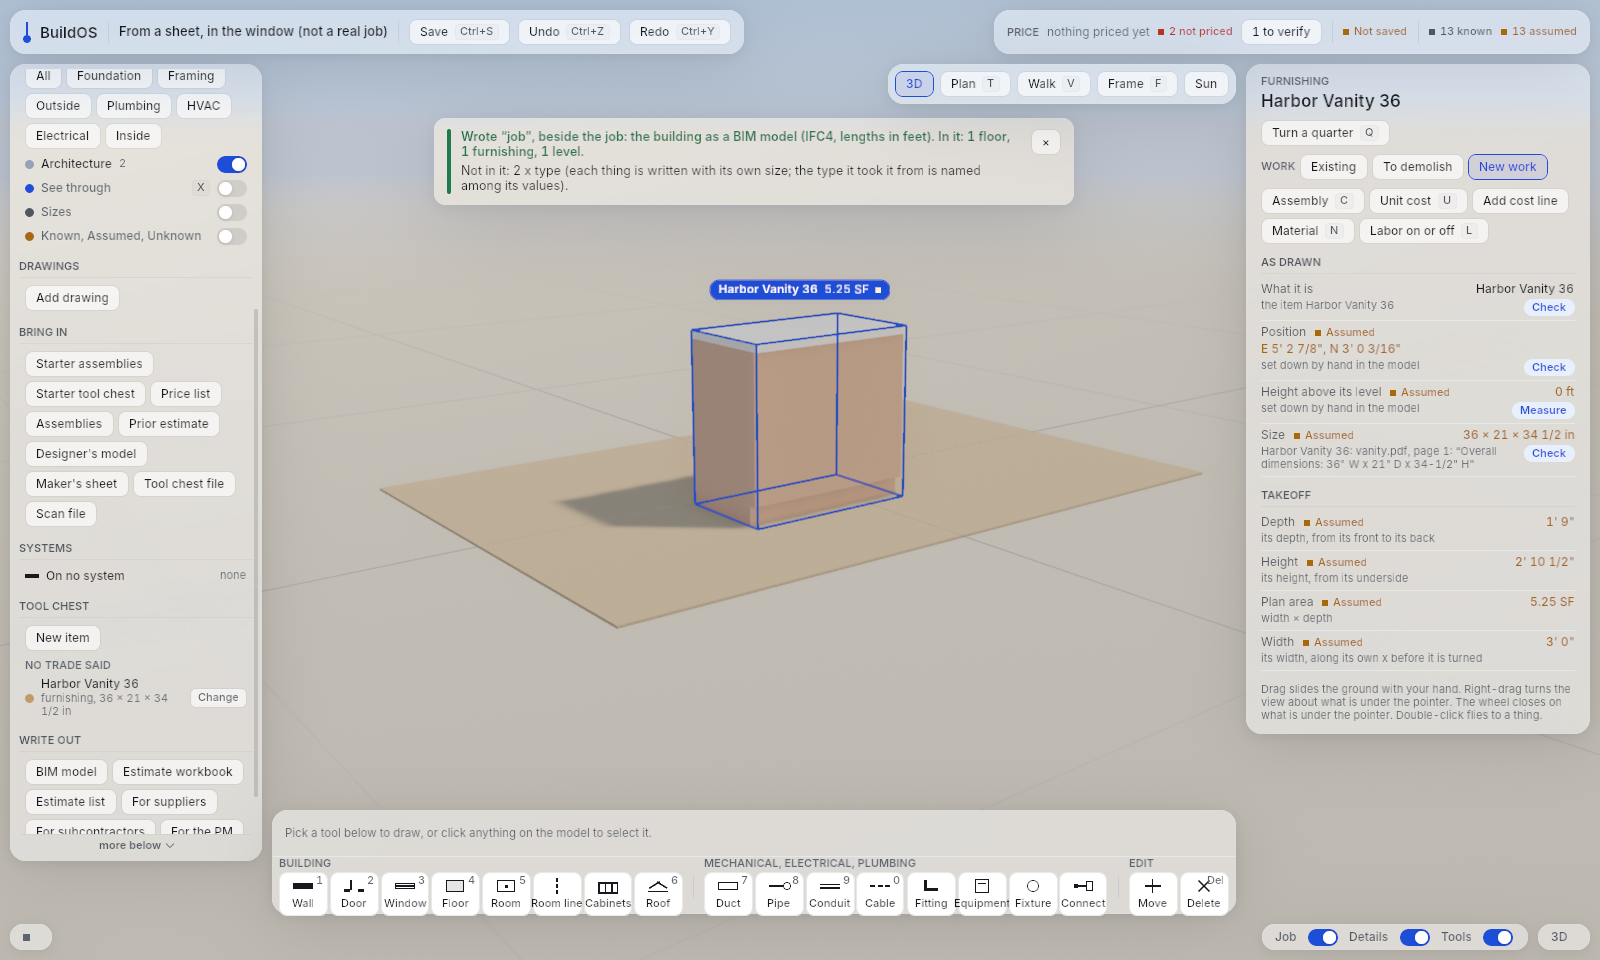 BuildOS
From a sheet, in the window (not a real job)
Save Ctrl+S
Undo Ctrl+Z
Redo Ctrl+Y
PRICE nothing priced yet 2 not priced 1 to verify Not saved 13 known 13 assumed
All Foundation Framing
Outside Plumbing HVAC
Electrical Inside
Architecture 2
See through X
Sizes
Known, Assumed, Unknown
DRAWINGS
Add drawing
BRING IN
Starter assemblies
Starter tool chest Price list
Assemblies Prior estimate
Designer's model
Maker's sheet Tool chest file
Scan file
SYSTEMS
On no system none
TOOL CHEST
New item
NO TRADE SAID
Harbor Vanity 36
furnishing, 36 × 21 × 34
1/2 in
Change
WRITE OUT
BIM model Estimate workbook
Estimate list For suppliers
For subcontractors For the PM
more below
3D Plan T Walk V Frame F Sun
Wrote "job", beside the job: the building as a BIM model (IFC4, lengths in feet). In it: 1 floor,
1 furnishing, 1 level.
Not in it: 2 x type (each thing is written with its own size; the type it took it from is named
among its values).
×
Harbor Vanity 36 5.25 SF
Pick a tool below to draw, or click anything on the model to select it.
BUILDING
Wall 1
Door 2
Window 3
Floor 4
Room 5
Room line
Cabinets
Roof 6
MECHANICAL, ELECTRICAL, PLUMBING
Duct 7
Pipe 8
Conduit 9
Cable 0
Fitting
Equipment
Fixture
Connect
EDIT
Move
Delete Del
FURNISHING
Harbor Vanity 36
Turn a quarter Q
WORK Existing To demolish New work
Assembly C Unit cost U Add cost line
Material N Labor on or off L
AS DRAWN
What it is Harbor Vanity 36
the item Harbor Vanity 36 Check
Position Assumed
E 5' 2 7/8", N 3' 0 3/16"
set down by hand in the model Check
Height above its level Assumed 0 ft
set down by hand in the model Measure
Size Assumed 36 × 21 × 34 1/2 in
Harbor Vanity 36: vanity.pdf, page 1: "Overall
dimensions: 36" W x 21" D x 34-1/2" H"
Check
TAKEOFF
Depth Assumed 1' 9"
its depth, from its front to its back
Height Assumed 2' 10 1/2"
its height, from its underside
Plan area Assumed 5.25 SF
width × depth
Width Assumed 3' 0"
its width, along its own x before it is turned
Drag slides the ground with your hand. Right-drag turns the
view about what is under the pointer. The wheel closes on
what is under the pointer. Double-click flies to a thing.
Job Details Tools 3D